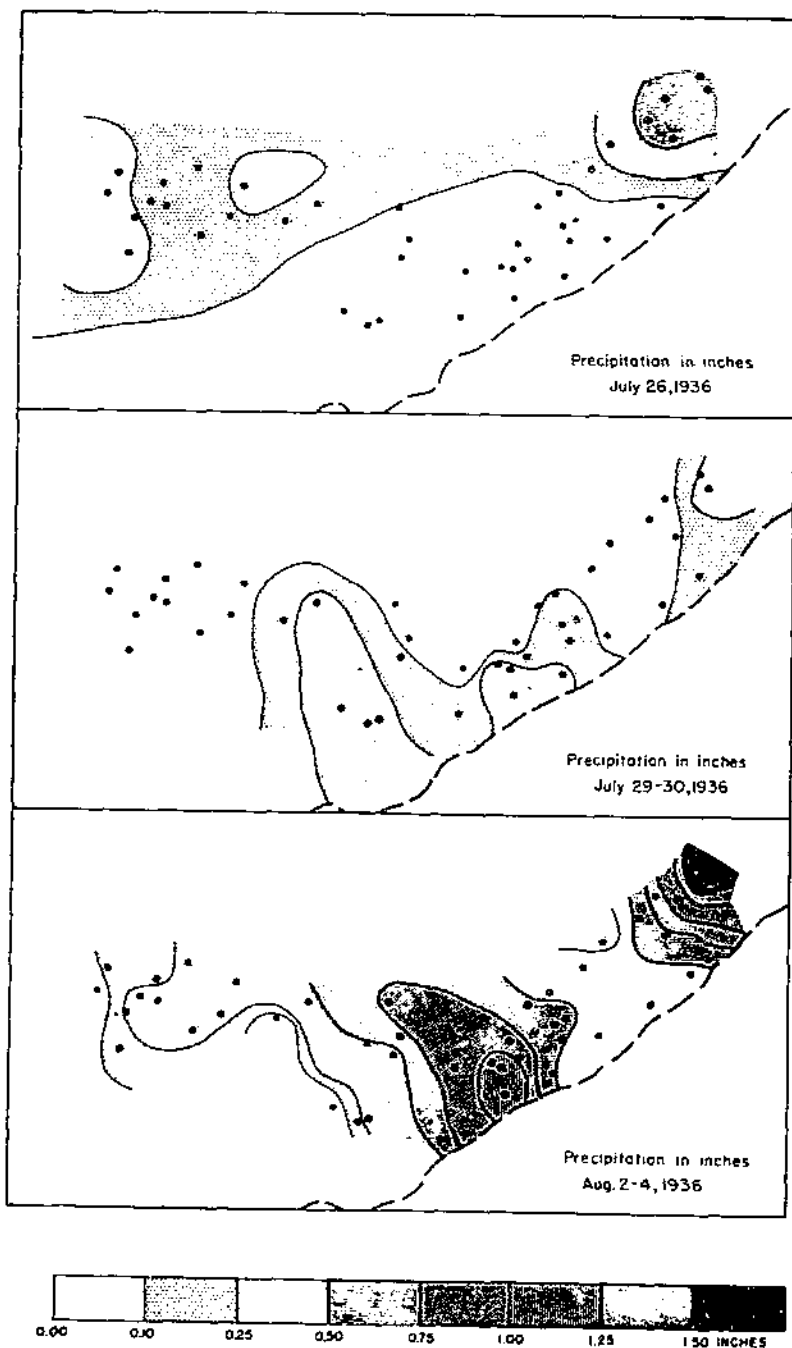 Precipitation in inches
July 26, 1936
Precipitation in inches
July 29-30, 1936
Precipitation in inches
Aug. 2-4, 1936
0.00 0.10 0.25 0.50 0.75 1.00 1.25 1.50 INCHES